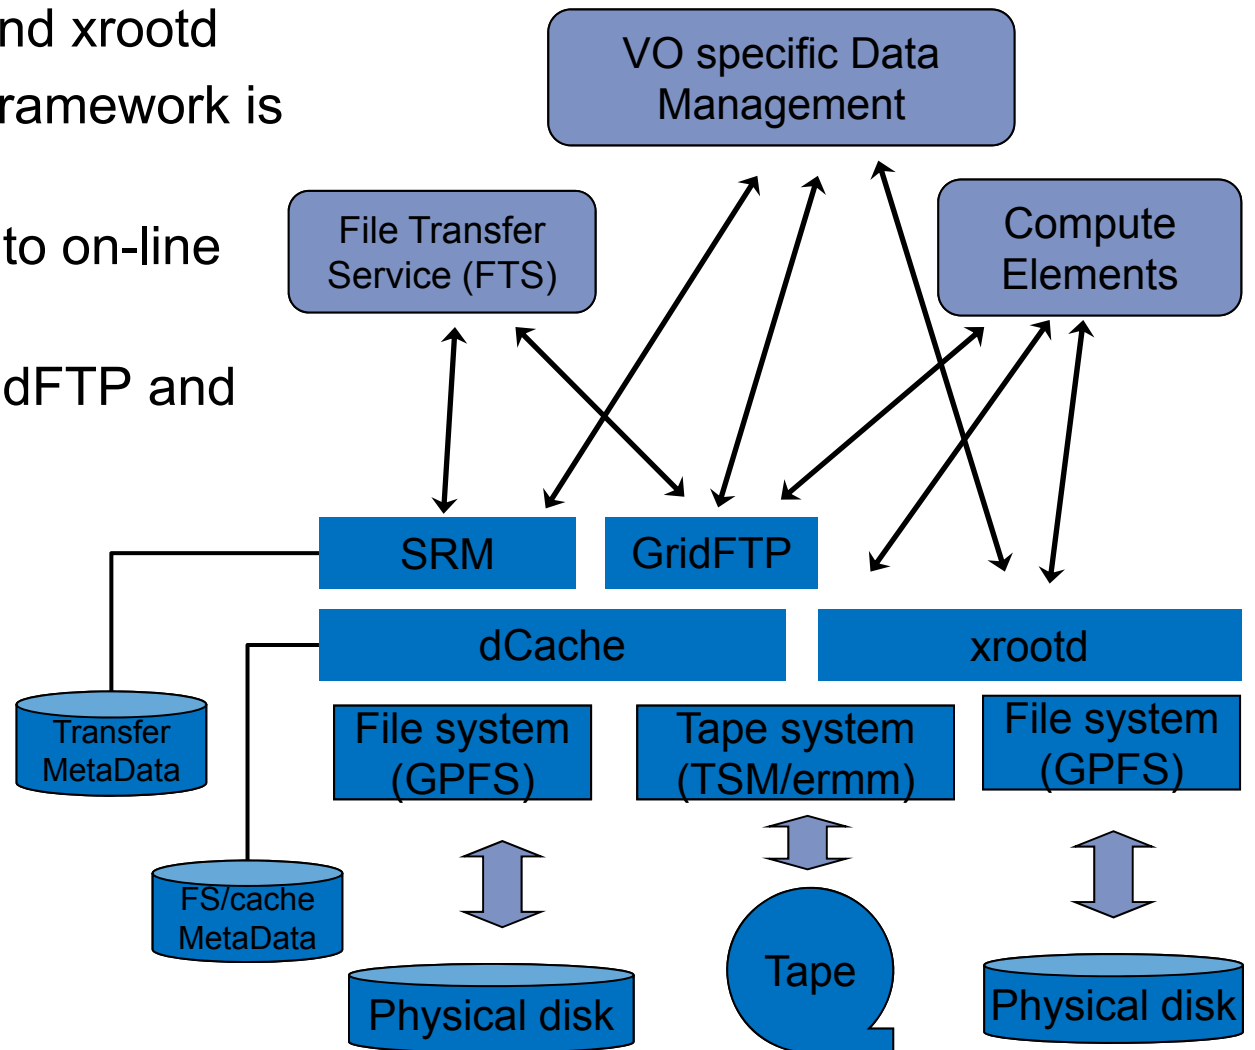 nd xrootd
ramework is
to on-line
dFTP and
VO specific Data
Management
File Transfer
Service (FTS)
Compute
Elements
SRM
GridFTP
dCache
xrootd
Transfer
MetaData
File system
(GPFS)
Tape system
(TSM/ermm)
File system
(GPFS)
FS/cache
MetaData
Physical disk
Tape
Physical disk